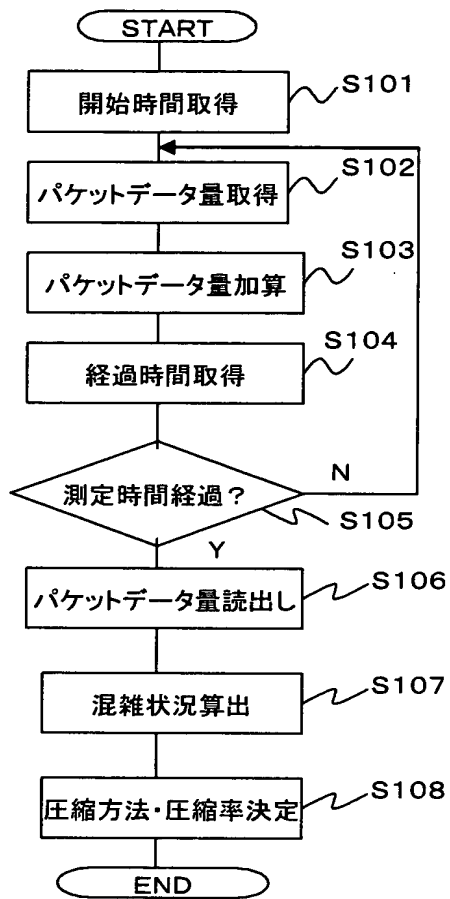 START
開始時間取得
S101
パケットデータ量取得
S102
パケットデータ量加算
S103
経過時間取得
S104
測定時間経過?
N
S105
Y
パケットデータ量読出し
S106
混雑状況算出
S107
圧縮方法・圧縮率決定
S108
END